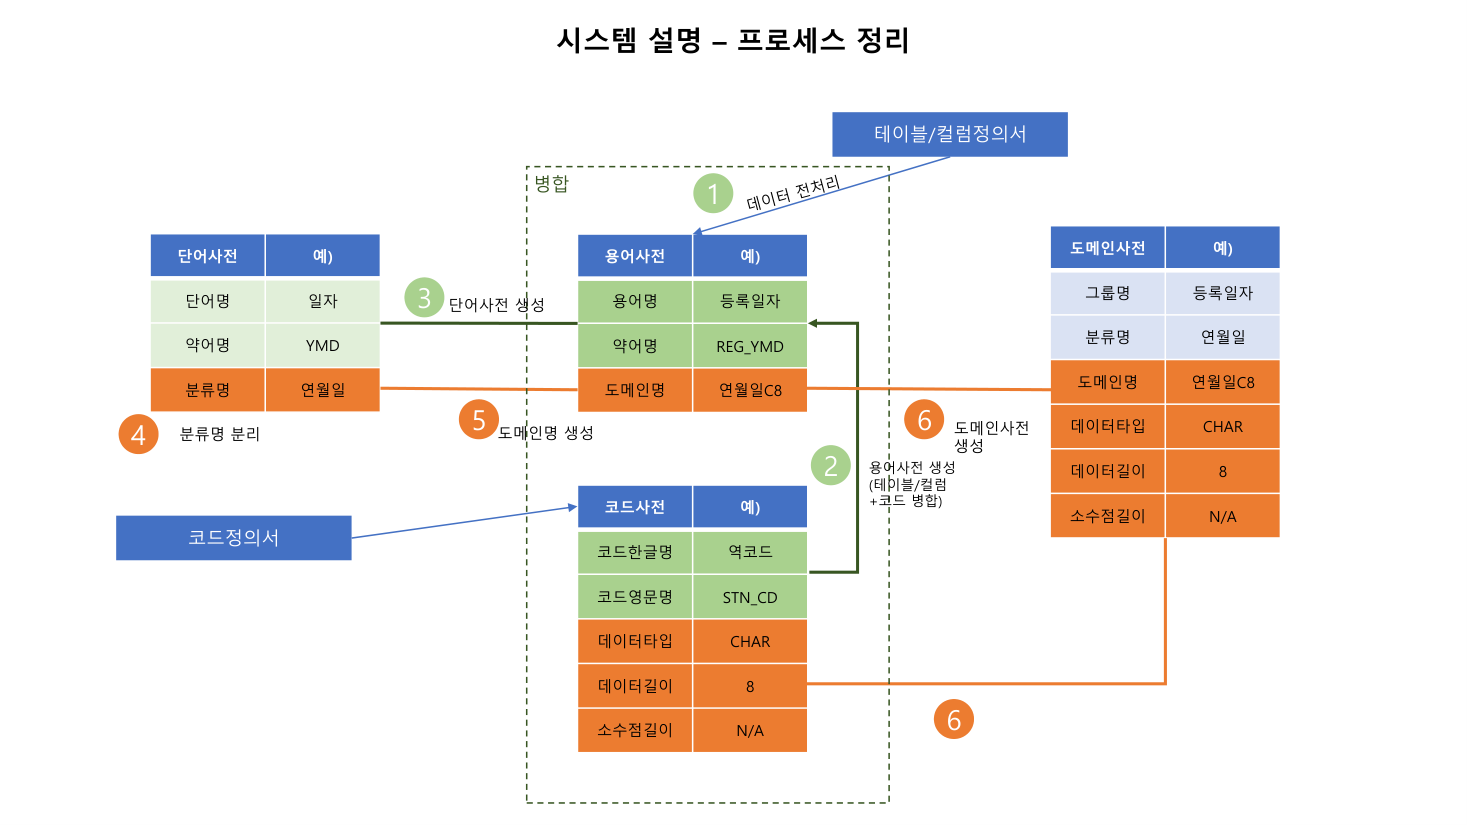 시스템 설명 – 프로세스 정리
테이블/컬럼정의서
병합
1
데이터 전처리
단어사전 예)
단어명 일자
약어명 YMD
분류명 연월일
3
단어사전 생성
용어사전 예)
용어명 등록일자
약어명 REG_YMD
도메인명 연월일C8
도메인사전 예)
그룹명 등록일자
분류명 연월일
도메인명 연월일C8
데이터타입 CHAR
데이터길이 8
소수점길이 N/A
4
분류명 분리
5
도메인명 생성
6
도메인사전
생성
2
용어사전 생성
(테이블/컬럼
+코드 병합)
코드정의서
코드사전 예)
코드한글명 역코드
코드영문명 STN_CD
데이터타입 CHAR
데이터길이 8
소수점길이 N/A
6